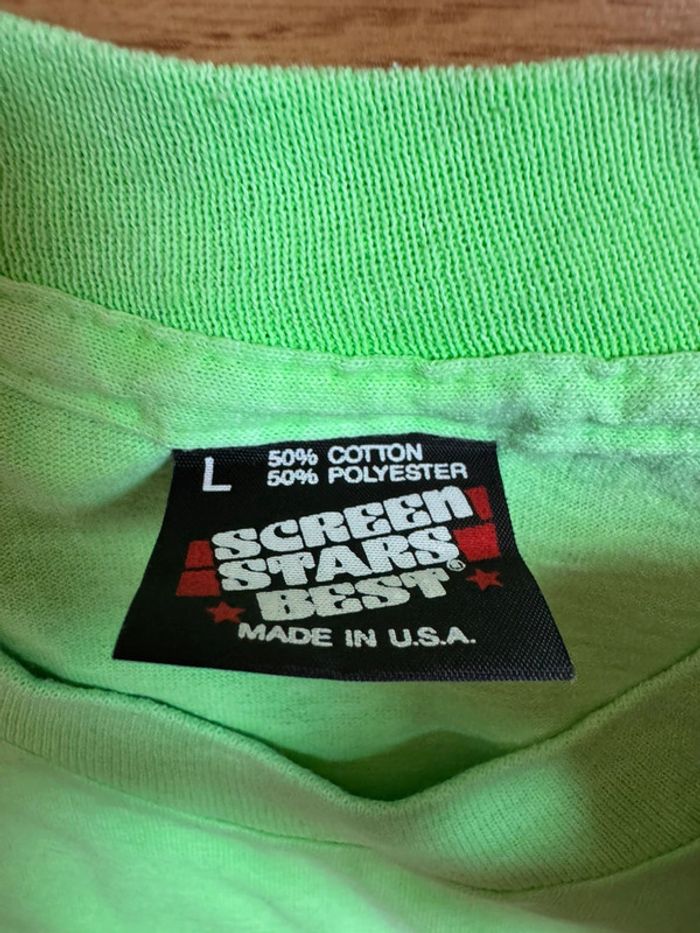 L
50% COTTON
50% POLYESTER
SCREEN
STARS
BEST®
MADE IN U.S.A.